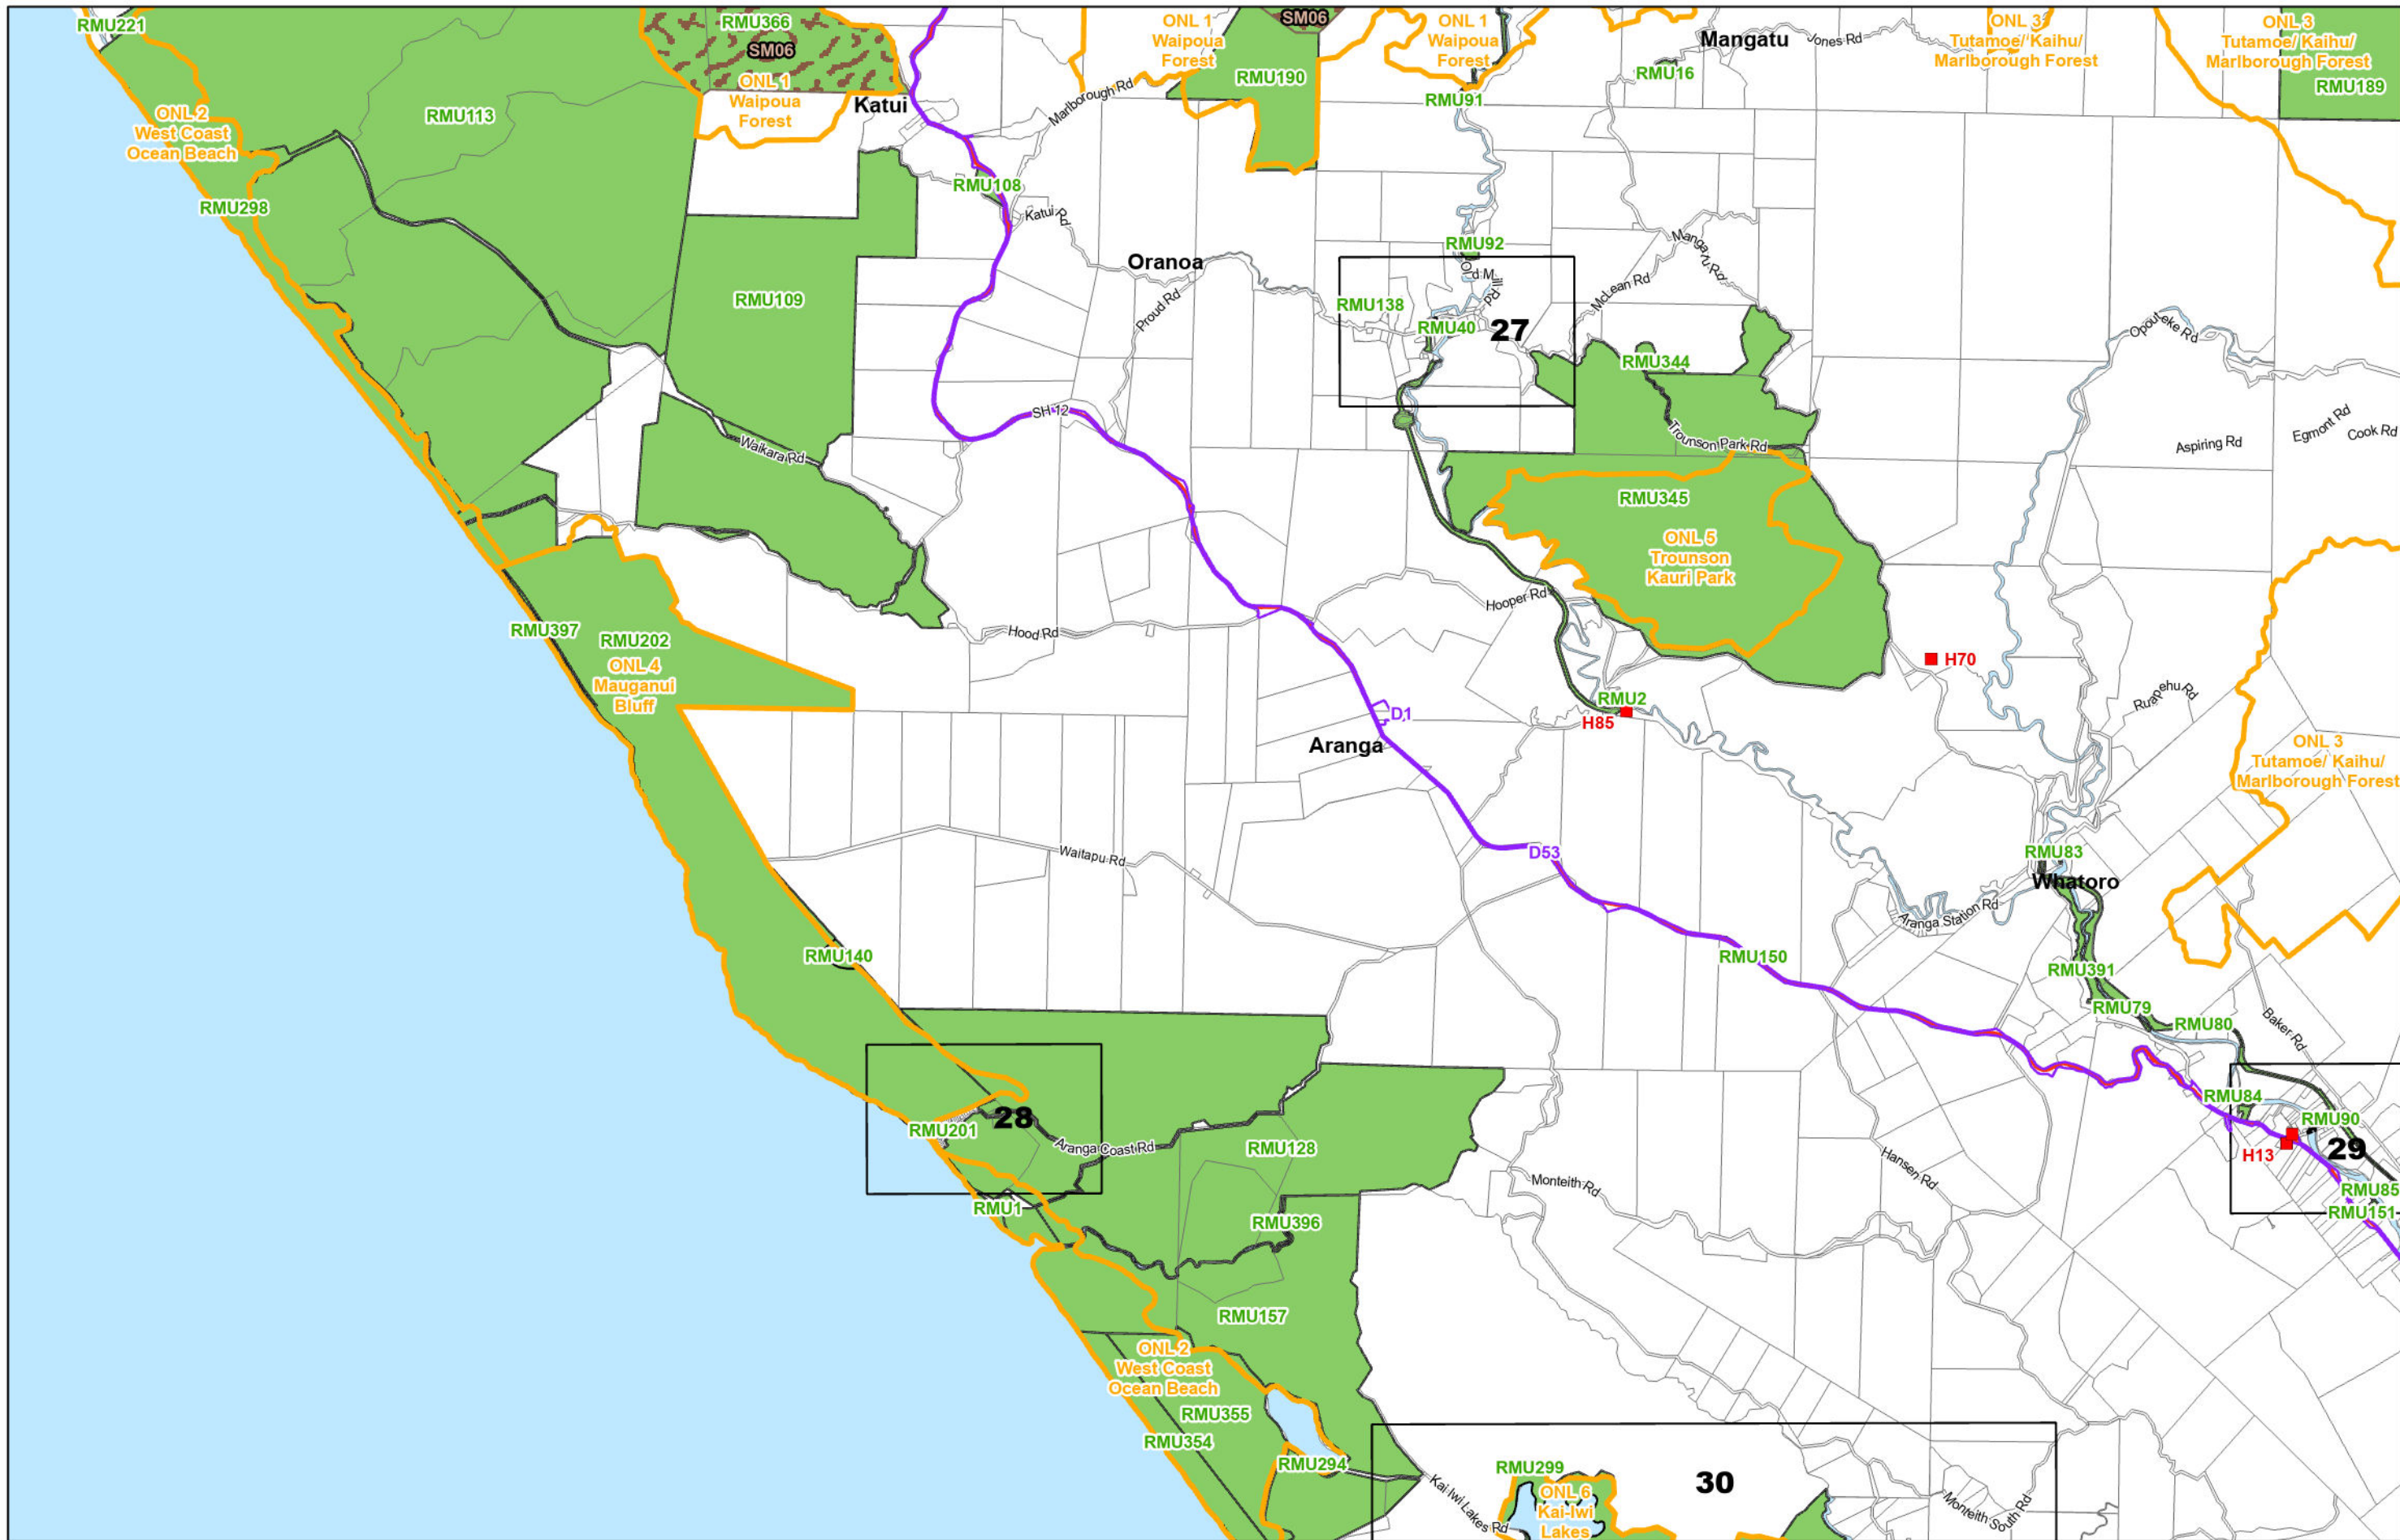 RMU221
RMU366
SM06
ONL 1
Waipoua
Forest
ONL 1
Waipoua
Forest
SM06
RMU190
ONL 1
Waipoua
Forest
Mangatu
Jones Rd
ONL 3
Tutamoe/ Kaihu/
Marlborough Forest
ONL 3
Tutamoe/ Kaihu/
Marlborough Forest
RMU189
RMU16
RMU91
Katui
Marlborough Rd
RMU113
ONL 2
West Coast
Ocean Beach
RMU298
RMU108
Katui Rd
Oranoa
Proud Rd
RMU109
RMU92
Old Mill Rd
RMU138
RMU40
27
McLean Rd
Mangatu Rd
RMU344
Opouteke Rd
SH 12
Waikara Rd
Trounson Park Rd
Aspiring Rd
Egmont Rd
Cook Rd
RMU345
ONL 5
Trounson
Kauri Park
Hooper Rd
Hood Rd
RMU397
RMU202
ONL 4
Mauganui
Bluff
H70
RMU2
H85
D1
Aranga
Ruapehu Rd
ONL 3
Tutamoe/ Kaihu/
Marlborough Forest
Waitapu Rd
D53
RMU83
Whatoro
Aranga Station Rd
RMU140
RMU150
RMU391
RMU79
RMU80
Baker Rd
28
RMU201
Aranga Coast Rd
RMU128
RMU84
RMU90
29
H13
RMU85
RMU151
Hansen Rd
Monteith Rd
RMU1
RMU396
RMU157
ONL 2
West Coast
Ocean Beach
RMU355
RMU354
RMU294
Kai Iwi Lakes Rd
RMU299
ONL 6
Kai-Iwi
Lakes
30
Monteith South Rd